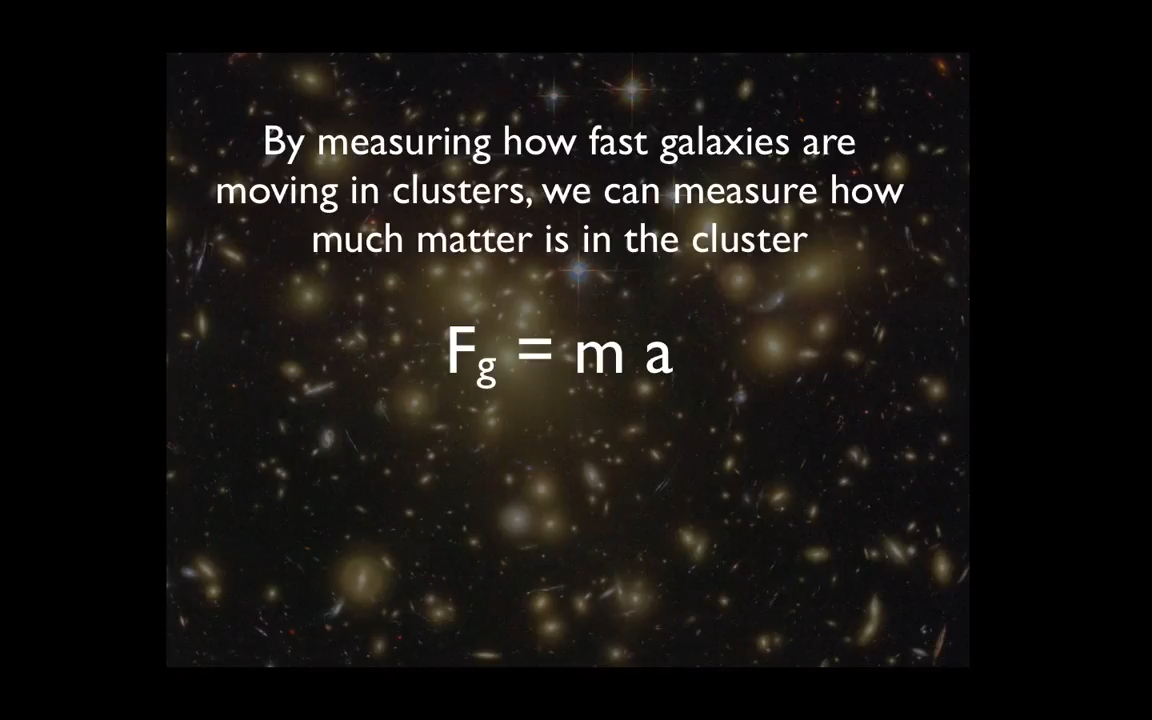 By measuring how fast galaxies are
moving in clusters, we can measure how
much matter is in the cluster
Fg = m a